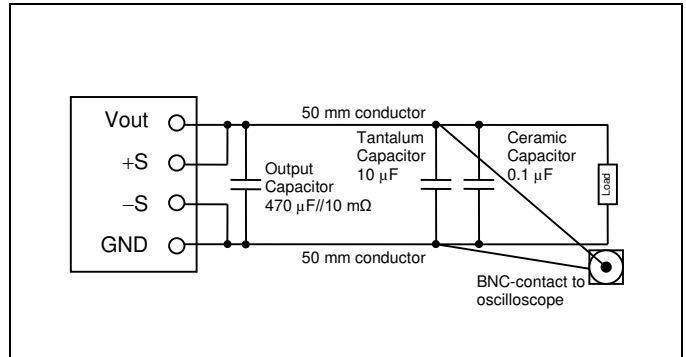 Vout
+S
−S
GND
50 mm conductor
Output
Capacitor
470 µF//10 mΩ
Tantalum
Capacitor
10 µF
Ceramic
Capacitor
0.1 µF
Load
50 mm conductor
BNC-contact to
oscilloscope